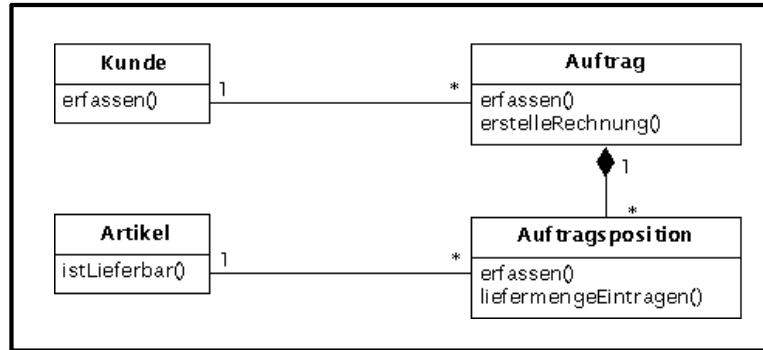 Kunde
erfassen()
1
*
Auftrag
erfassen()
erstelleRechnung()
1
*
Artikel
istLieferbar()
1
*
Auftragsposition
erfassen()
liefermengeEintragen()